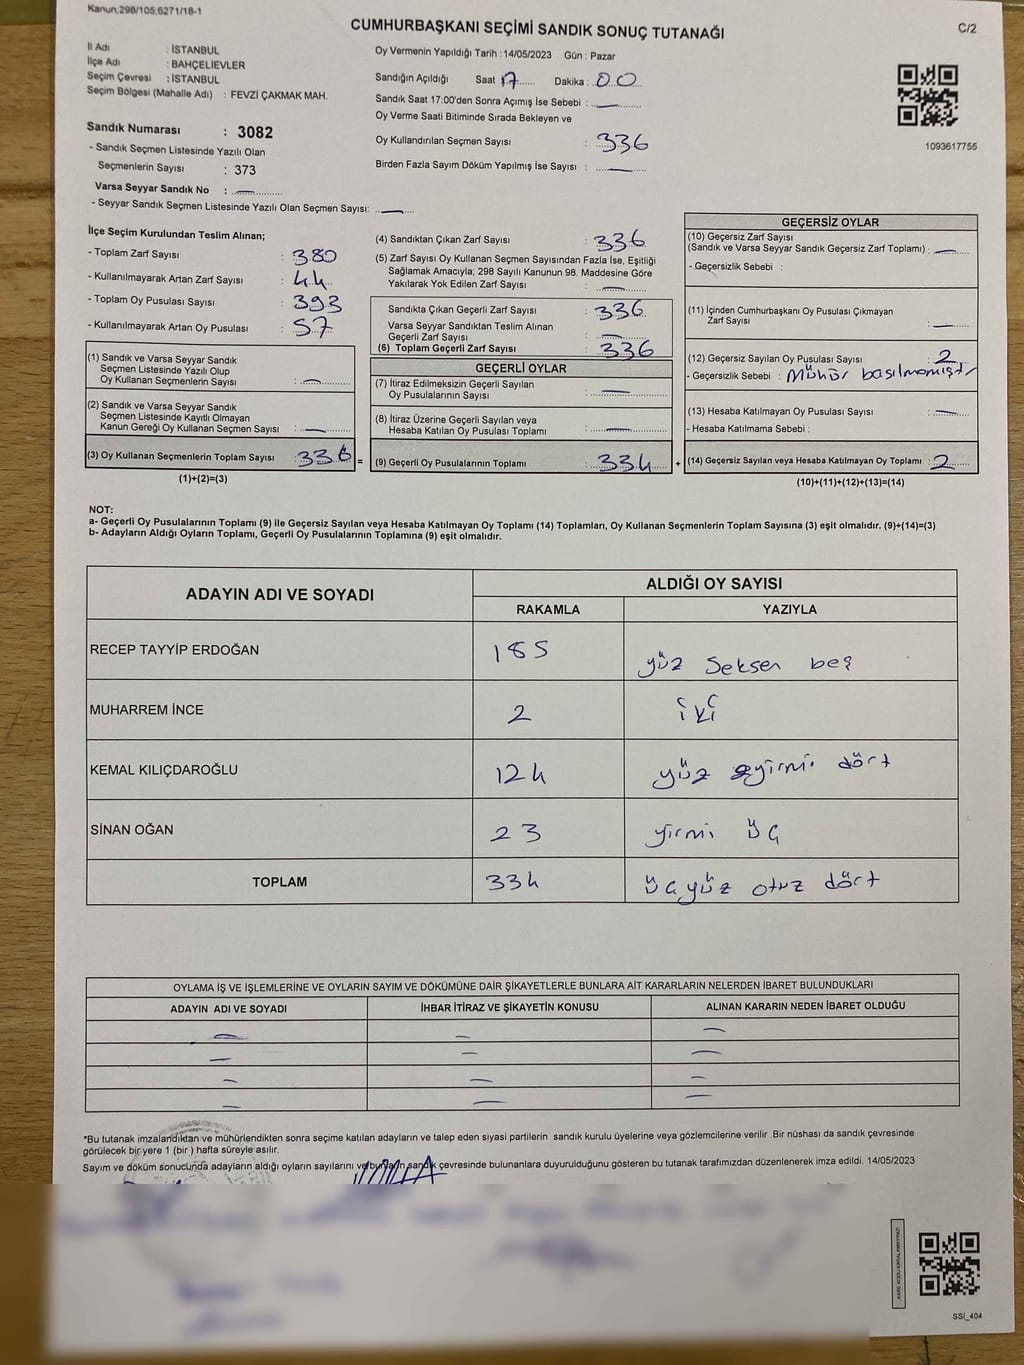 Kanun;298/105,6271/18-1
CUMHURBAŞKANI SEÇİMİ SANDIK SONUÇ TUTANAĞI
C/2
İl Adı : İSTANBUL
İlçe Adı : BAHÇELİEVLER
Seçim Çevresi : İSTANBUL
Seçim Bölgesi (Mahalle Adı) : FEVZİ ÇAKMAK MAH.
Sandık Numarası : 3082
- Sandık Seçmen Listesinde Yazılı Olan
Seçmenlerin Sayısı : 373
Varsa Seyyar Sandık No : —
- Seyyar Sandık Seçmen Listesinde Yazılı Olan Seçmen Sayısı: —
Oy Vermenin Yapıldığı Tarih : 14/05/2023 Gün : Pazar
Sandığın Açıldığı Saat 17 Dakika : 00
Sandık Saat 17:00'den Sonra Açımış İse Sebebi : —
Oy Verme Saati Bitiminde Sırada Bekleyen ve
Oy Kullandırılan Seçmen Sayısı : 336
Birden Fazla Sayım Döküm Yapılmış İse Sayısı : —
1093617755
İlçe Seçim Kurulundan Teslim Alınan;
- Toplam Zarf Sayısı : 380
- Kullanılmayarak Artan Zarf Sayısı : 44
- Toplam Oy Pusulası Sayısı : 393
- Kullanılmayarak Artan Oy Pusulası : 57
(1) Sandık ve Varsa Seyyar Sandık
Seçmen Listesinde Yazılı Olup
Oy Kullanan Seçmenlerin Sayısı : —
(2) Sandık ve Varsa Seyyar Sandık
Seçmen Listesinde Kayıtlı Olmayan
Kanun Gereği Oy Kullanan Seçmen Sayısı : —
(3) Oy Kullanan Seçmenlerin Toplam Sayısı : 336 =
(1)+(2)=(3)
(4) Sandıktan Çıkan Zarf Sayısı : 336
(5) Zarf Sayısı Oy Kullanan Seçmen Sayısından Fazla İse, Eşitliği
Sağlamak Amacıyla; 298 Sayılı Kanunun 98. Maddesine Göre
Yakılarak Yok Edilen Zarf Sayısı : —
Sandıkta Çıkan Geçerli Zarf Sayısı : 336
Varsa Seyyar Sandıktan Teslim Alınan
Geçerli Zarf Sayısı : —
(6) Toplam Geçerli Zarf Sayısı : 336
GEÇERLİ OYLAR
(7) İtiraz Edilmeksizin Geçerli Sayılan
Oy Pusulalarının Sayısı : —
(8) İtiraz Üzerine Geçerli Sayılan veya
Hesaba Katılan Oy Pusulası Toplamı : —
(9) Geçerli Oy Pusulalarının Toplamı : 334 +
GEÇERSİZ OYLAR
(10) Geçersiz Zarf Sayısı
(Sandık ve Varsa Seyyar Sandık Geçersiz Zarf Toplamı) : —
- Geçersizlik Sebebi :
(11) İçinden Cumhurbaşkanı Oy Pusulası Çıkmayan
Zarf Sayısı : —
(12) Geçersiz Sayılan Oy Pusulası Sayısı : 2
- Geçersizlik Sebebi : Mühür basılmamıştır
(13) Hesaba Katılmayan Oy Pusulası Sayısı : —
- Hesaba Katılmama Sebebi :
(14) Geçersiz Sayılan veya Hesaba Katılmayan Oy Toplamı : 2
(10)+(11)+(12)+(13)=(14)
NOT:
a- Geçerli Oy Pusulalarının Toplamı (9) ile Geçersiz Sayılan veya Hesaba Katılmayan Oy Toplamı (14) Toplamları, Oy Kullanan Seçmenlerin Toplam Sayısına (3) eşit olmalıdır. (9)+(14)=(3)
b- Adayların Aldığı Oyların Toplamı, Geçerli Oy Pusulalarının Toplamına (9) eşit olmalıdır.
ADAYIN ADI VE SOYADI
ALDIĞI OY SAYISI
RAKAMLA YAZIYLA
RECEP TAYYİP ERDOĞAN 185 yüz Seksen beş
MUHARREM İNCE 2 iki
KEMAL KILIÇDAROĞLU 124 yüz yirmi dört
SİNAN OĞAN 23 yirmi üç
TOPLAM 334 üçyüz otuz dört
OYLAMA İŞ VE İŞLEMLERİNE VE OYLARIN SAYIM VE DÖKÜMÜNE DAİR ŞİKAYETLERLE BUNLARA AİT KARARLARIN NELERDEN İBARET BULUNDUKLARI
ADAYIN ADI VE SOYADI İHBAR İTİRAZ VE ŞİKAYETİN KONUSU ALINAN KARARIN NEDEN İBARET OLDUĞU
— — —
— — —
— — —
— — —
*Bu tutanak imzalandıktan ve mühürlendikten sonra seçime katılan adayların ve talep eden siyasi partilerin sandık kurulu üyelerine veya gözlemcilerine verilir .Bir nüshası da sandık çevresinde
görülecek bir yere 1 (bir ) hafta süreyle asılır.
Sayım ve döküm sonucunda adayların aldığı oyların sayılarını ve bunların sandık çevresinde bulunanlara duyurulduğunu gösteren bu tutanak tarafımızdan düzenlenerek imza edildi. 14/05/2023
KARE KODU KARALAMAYINIZ!
SSİ_404